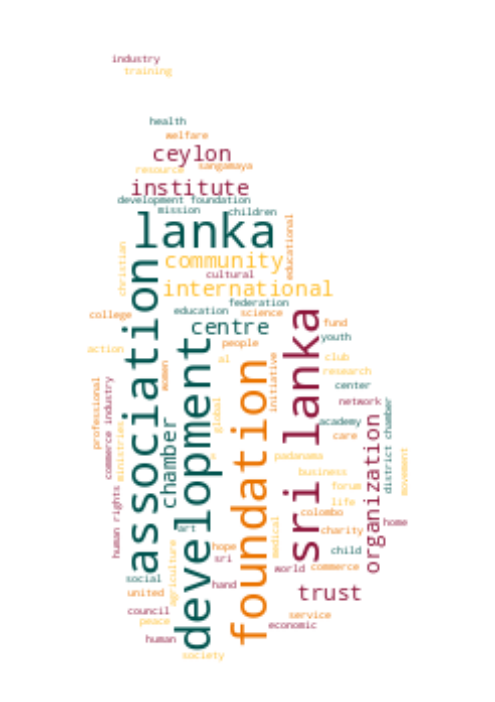 industry
training
health
welfare
ceylon
resource
sangamaya
institute
development foundation
mission
children
lanka
educational
christian
community
cultural
international
federation
education
science
college
centre
fund
youth
people
action
al
club
women
initiative
research
association
development
foundation
sri lanka
center
professional
commerce industry
network
global
academy
chamber
care
organization
district chamber
movement
ministries
padanama
business
forum
life
human rights
colombo
home
art
medical
charity
hope
child
sri
agriculture
world
commerce
social
hand
united
trust
council
service
peace
economic
human
society